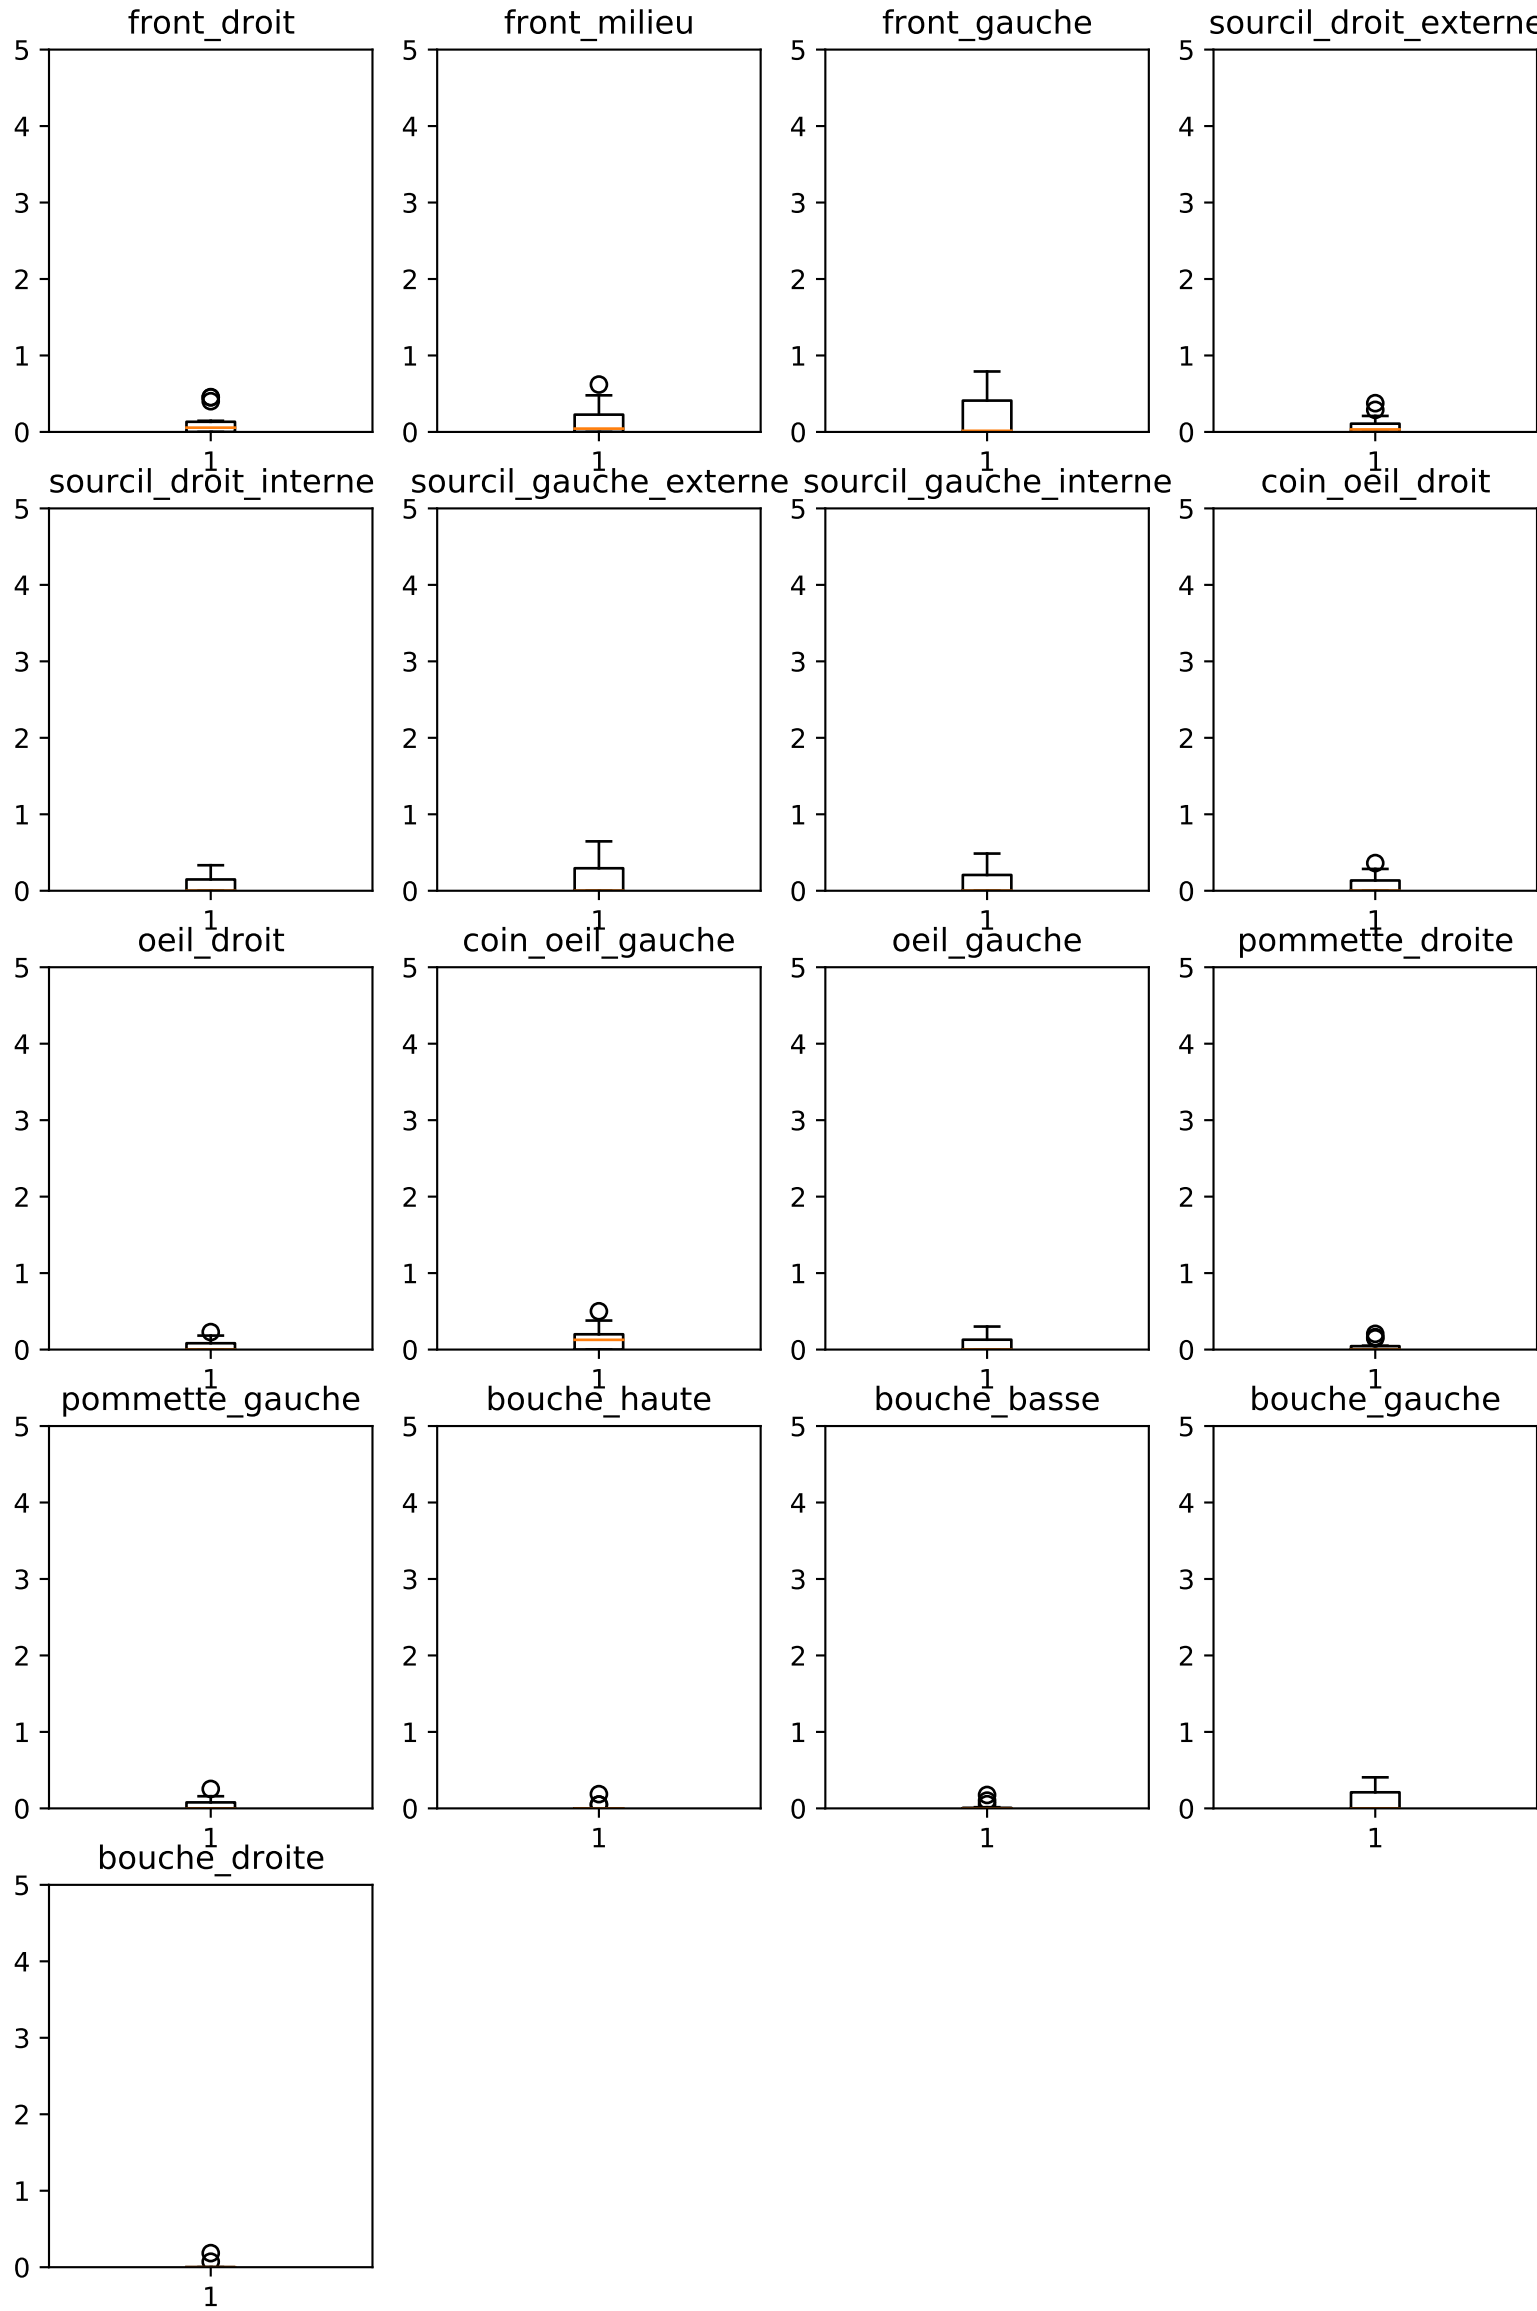 front_droit front_milieu front_gauche sourcil_droit_externe
5 5 5 5
4 4 4 4
3 3 3 3
2 2 2 2
1 1 1 1
0 0 0 0
1 1 1 1
sourcil_droit_interne sourcil_gauche_externe sourcil_gauche_interne coin_oeil_droit
5 5 5 5
4 4 4 4
3 3 3 3
2 2 2 2
1 1 1 1
0 0 0 0
1 1 1 1
oeil_droit coin_oeil_gauche oeil_gauche pommette_droite
5 5 5 5
4 4 4 4
3 3 3 3
2 2 2 2
1 1 1 1
0 0 0 0
1 1 1 1
pommette_gauche bouche_haute bouche_basse bouche_gauche
5 5 5 5
4 4 4 4
3 3 3 3
2 2 2 2
1 1 1 1
0 0 0 0
1 1 1 1
bouche_droite
5
4
3
2
1
0
1